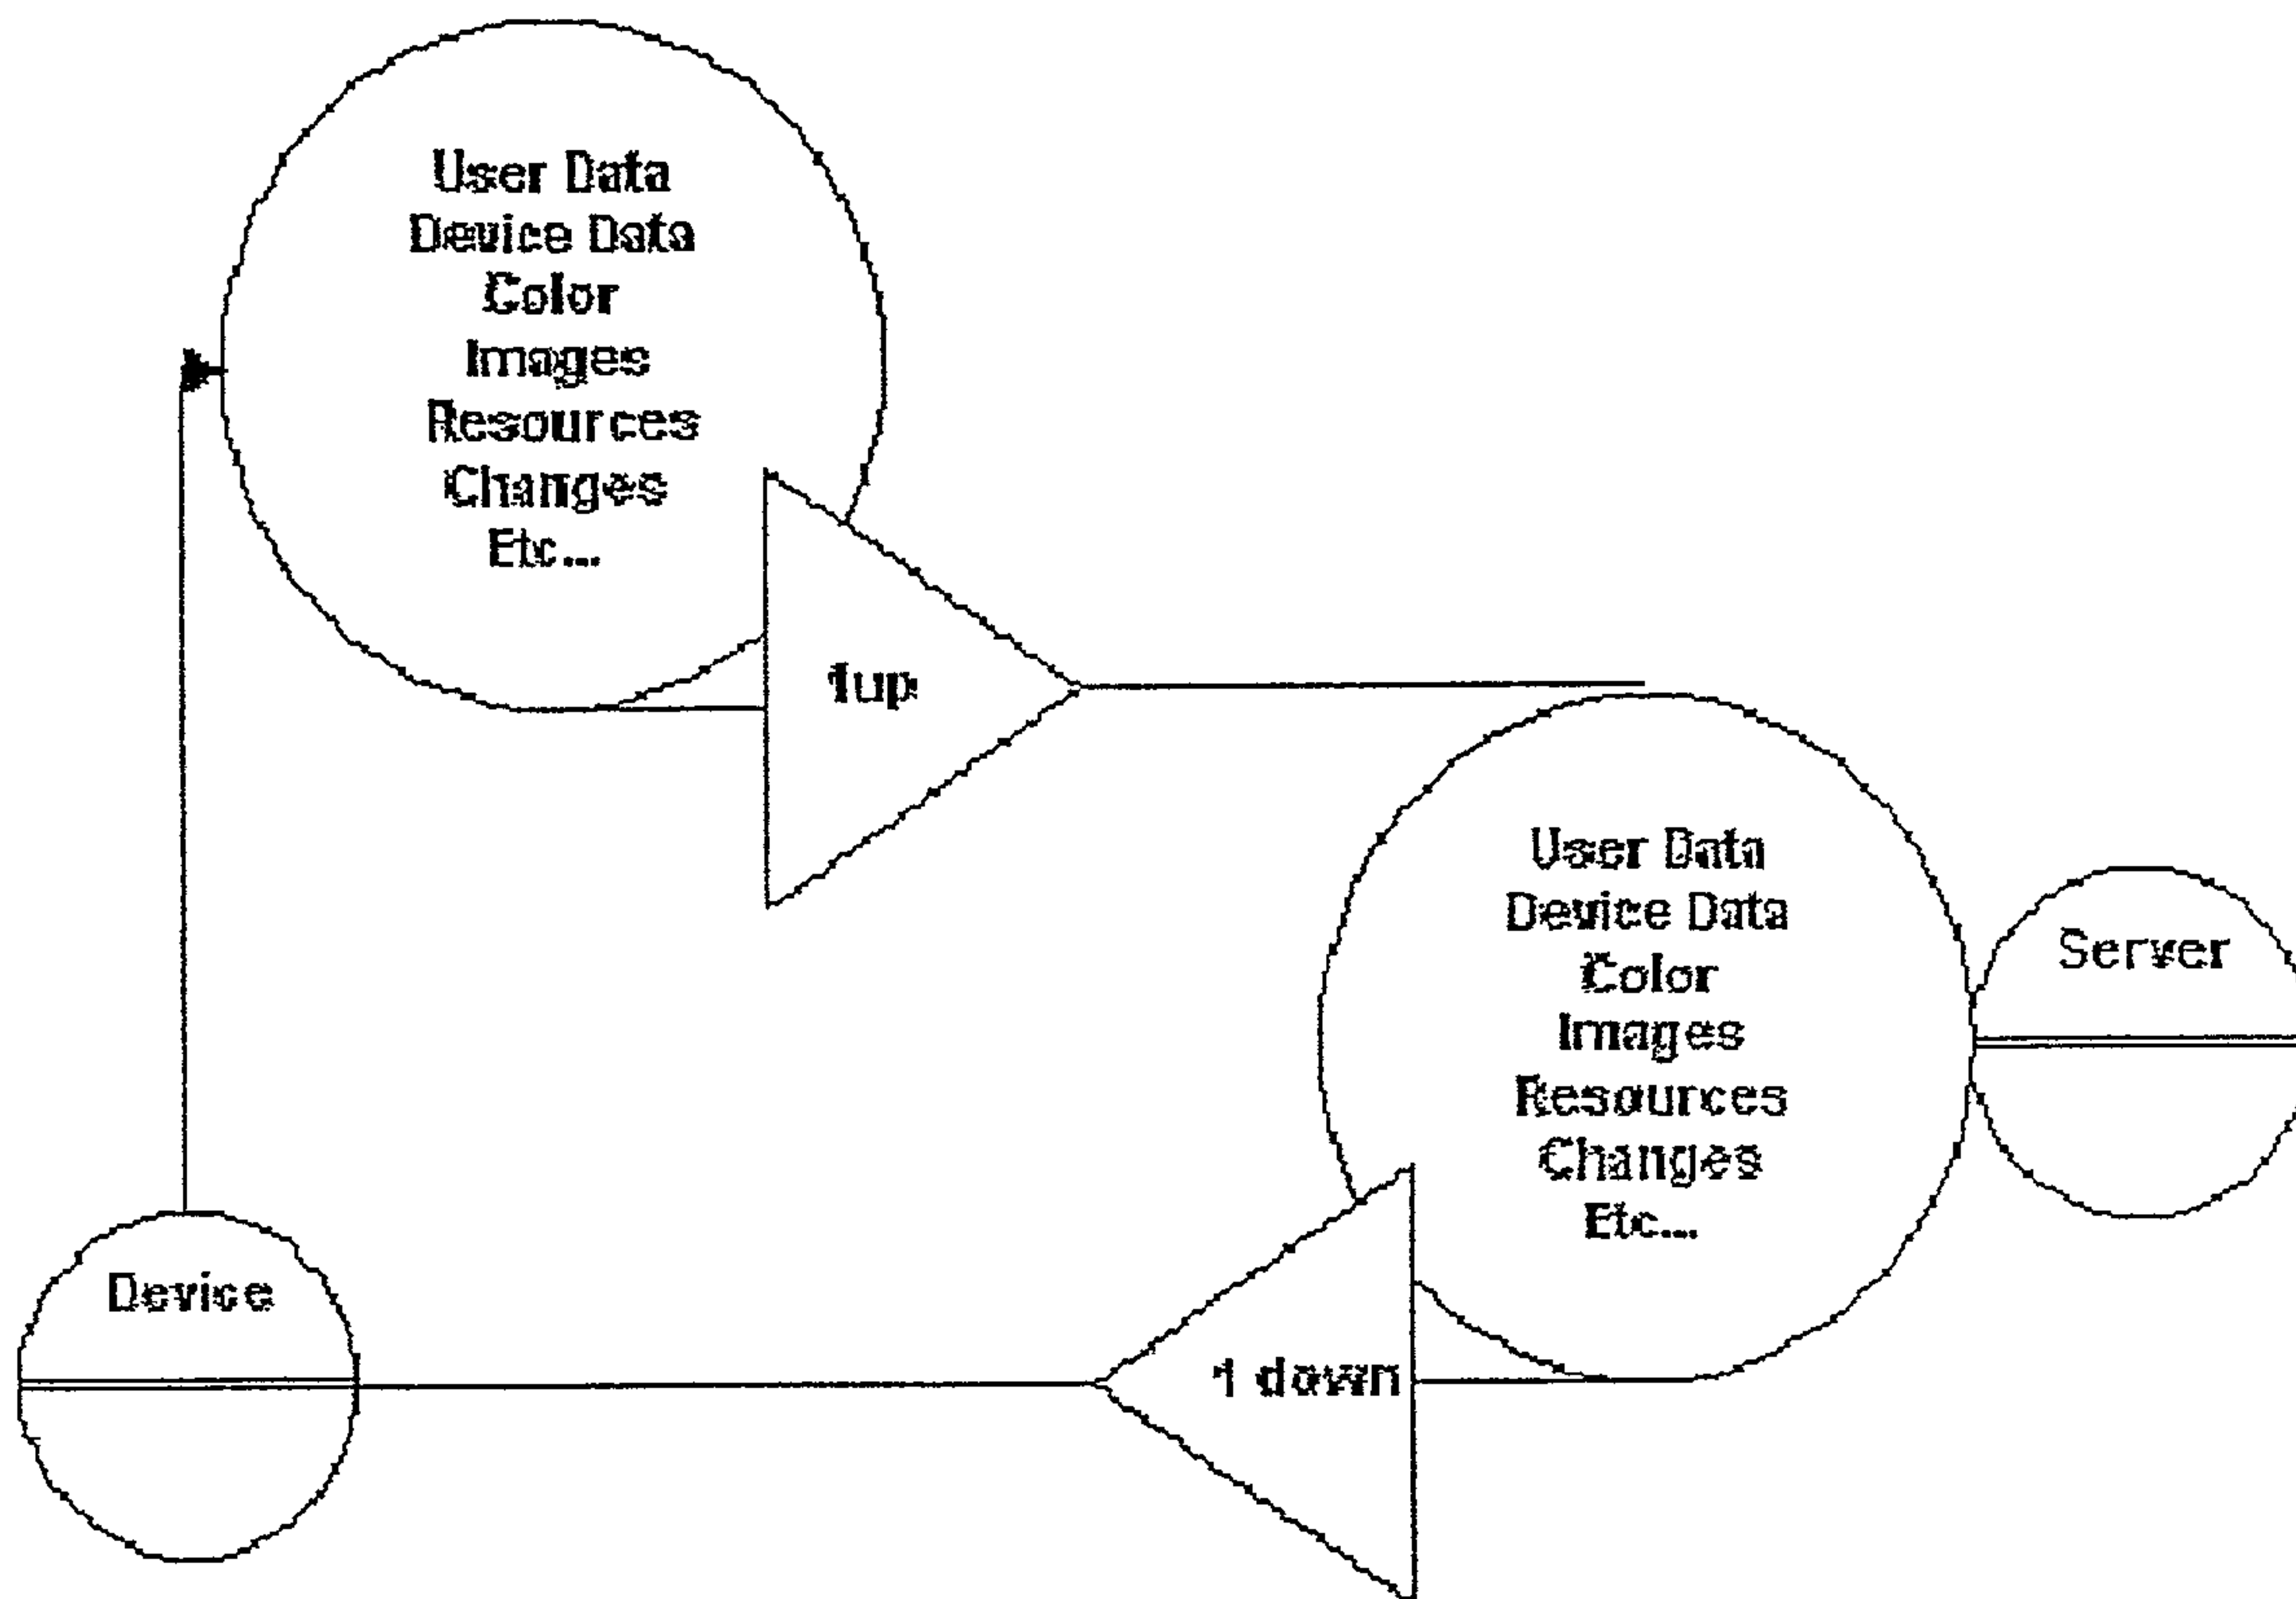 User Data
Device Data
Color
Images
Resources
Changes
Etc...
1up
User Data
Device Data
Color
Images
Resources
Changes
Etc...
Server
Device
1 down